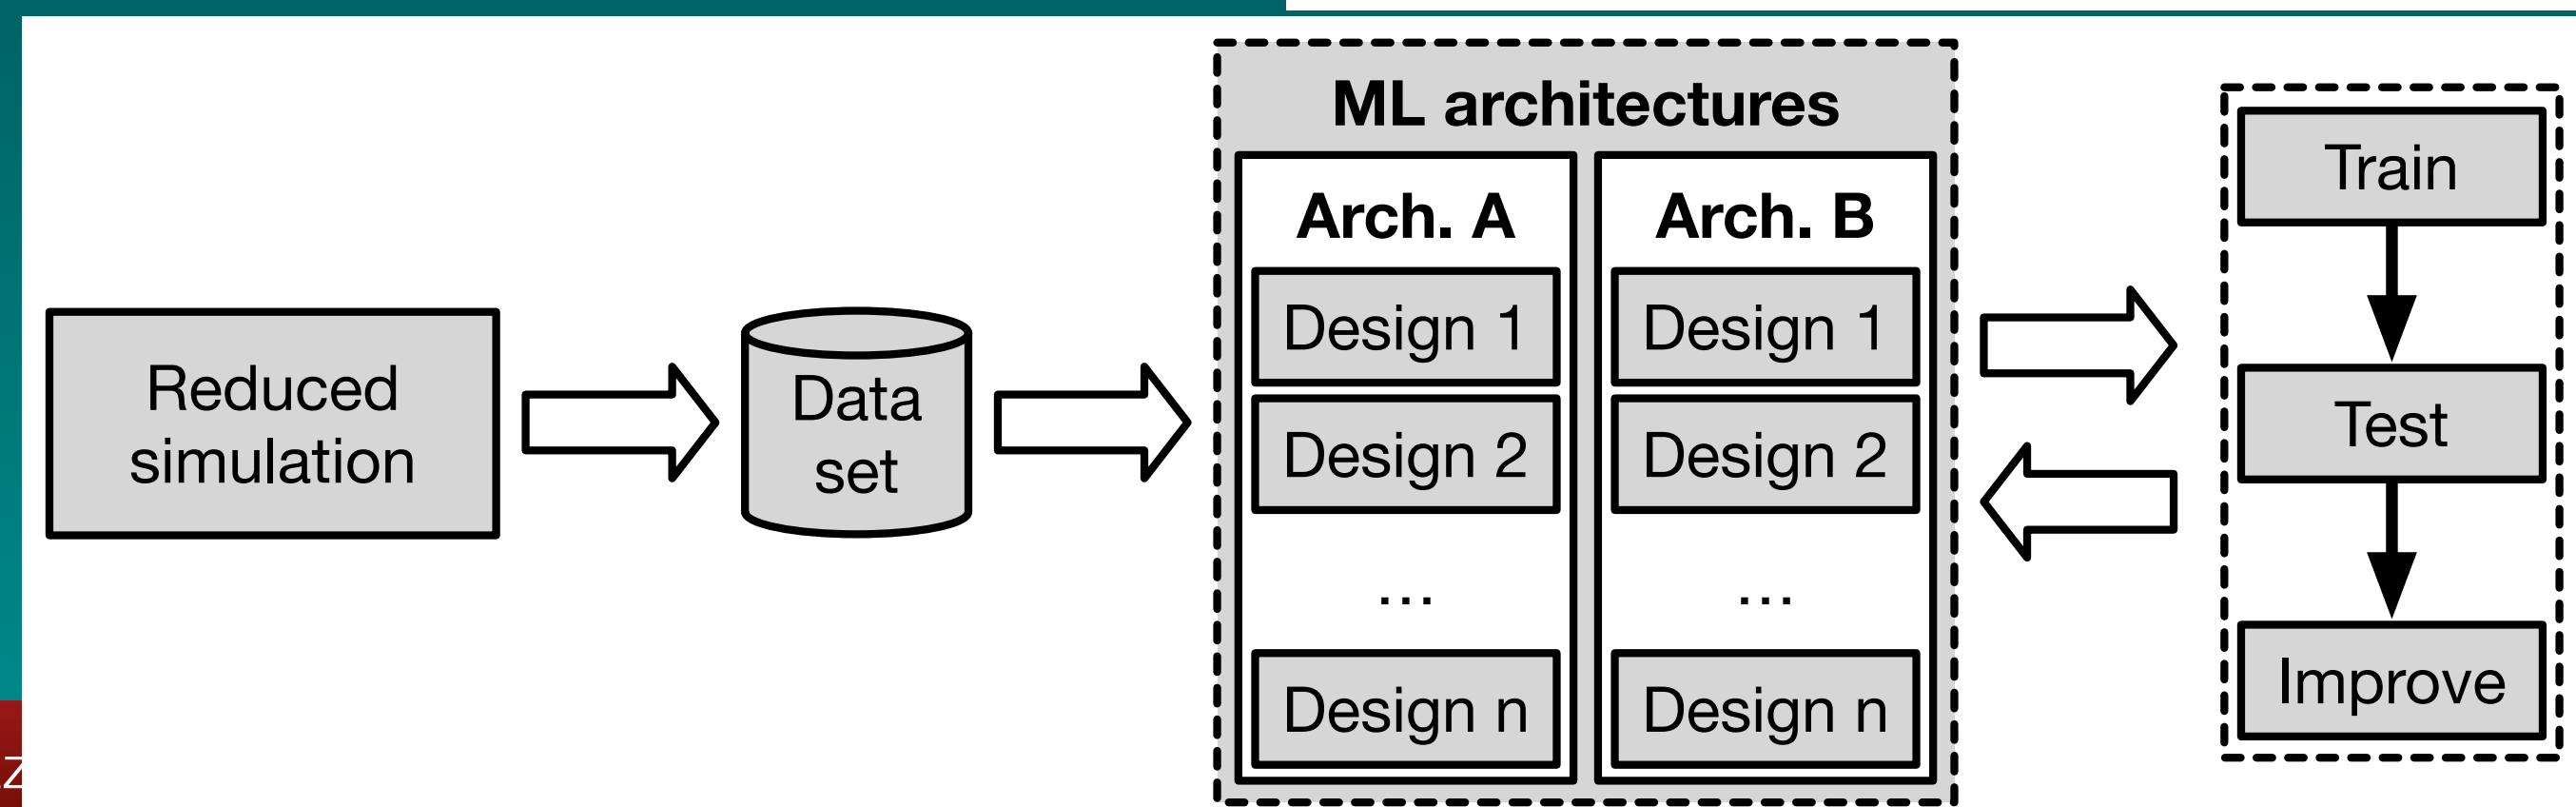 Reduced
simulation
Data
set
ML architectures
Arch. A
Design 1
Design 2
...
Design n
Arch. B
Design 1
Design 2
...
Design n
Train
Test
Improve